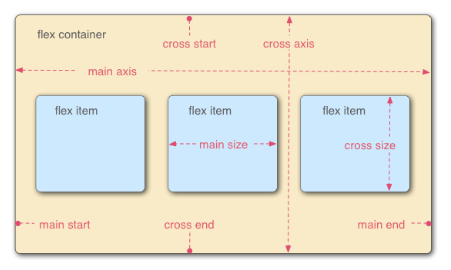 flex container
cross start
cross axis
main axis
flex item
flex item
flex item
main size
cross size
main start
cross end
main end